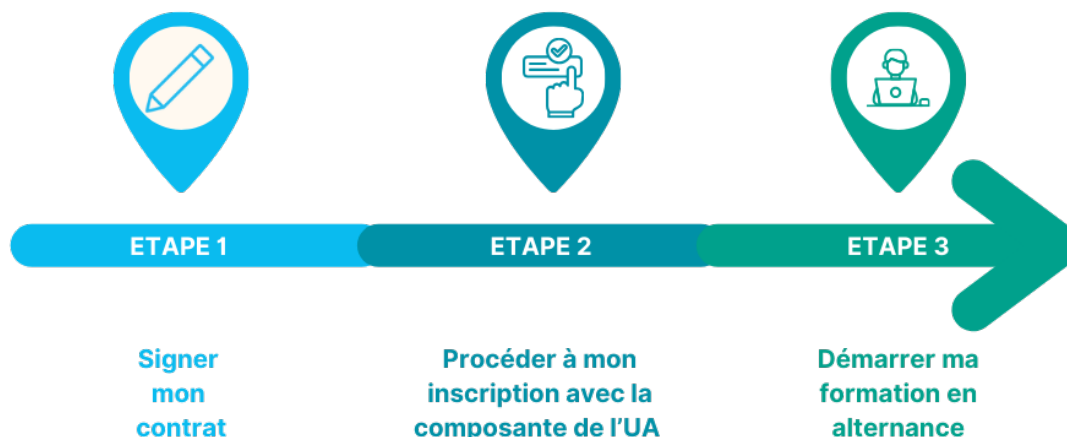 ETAPE 1
ETAPE 2
ETAPE 3
Signer
mon
contrat
Procéder à mon
inscription avec la
composante de l'UA
Démarrer ma
formation en
alternance